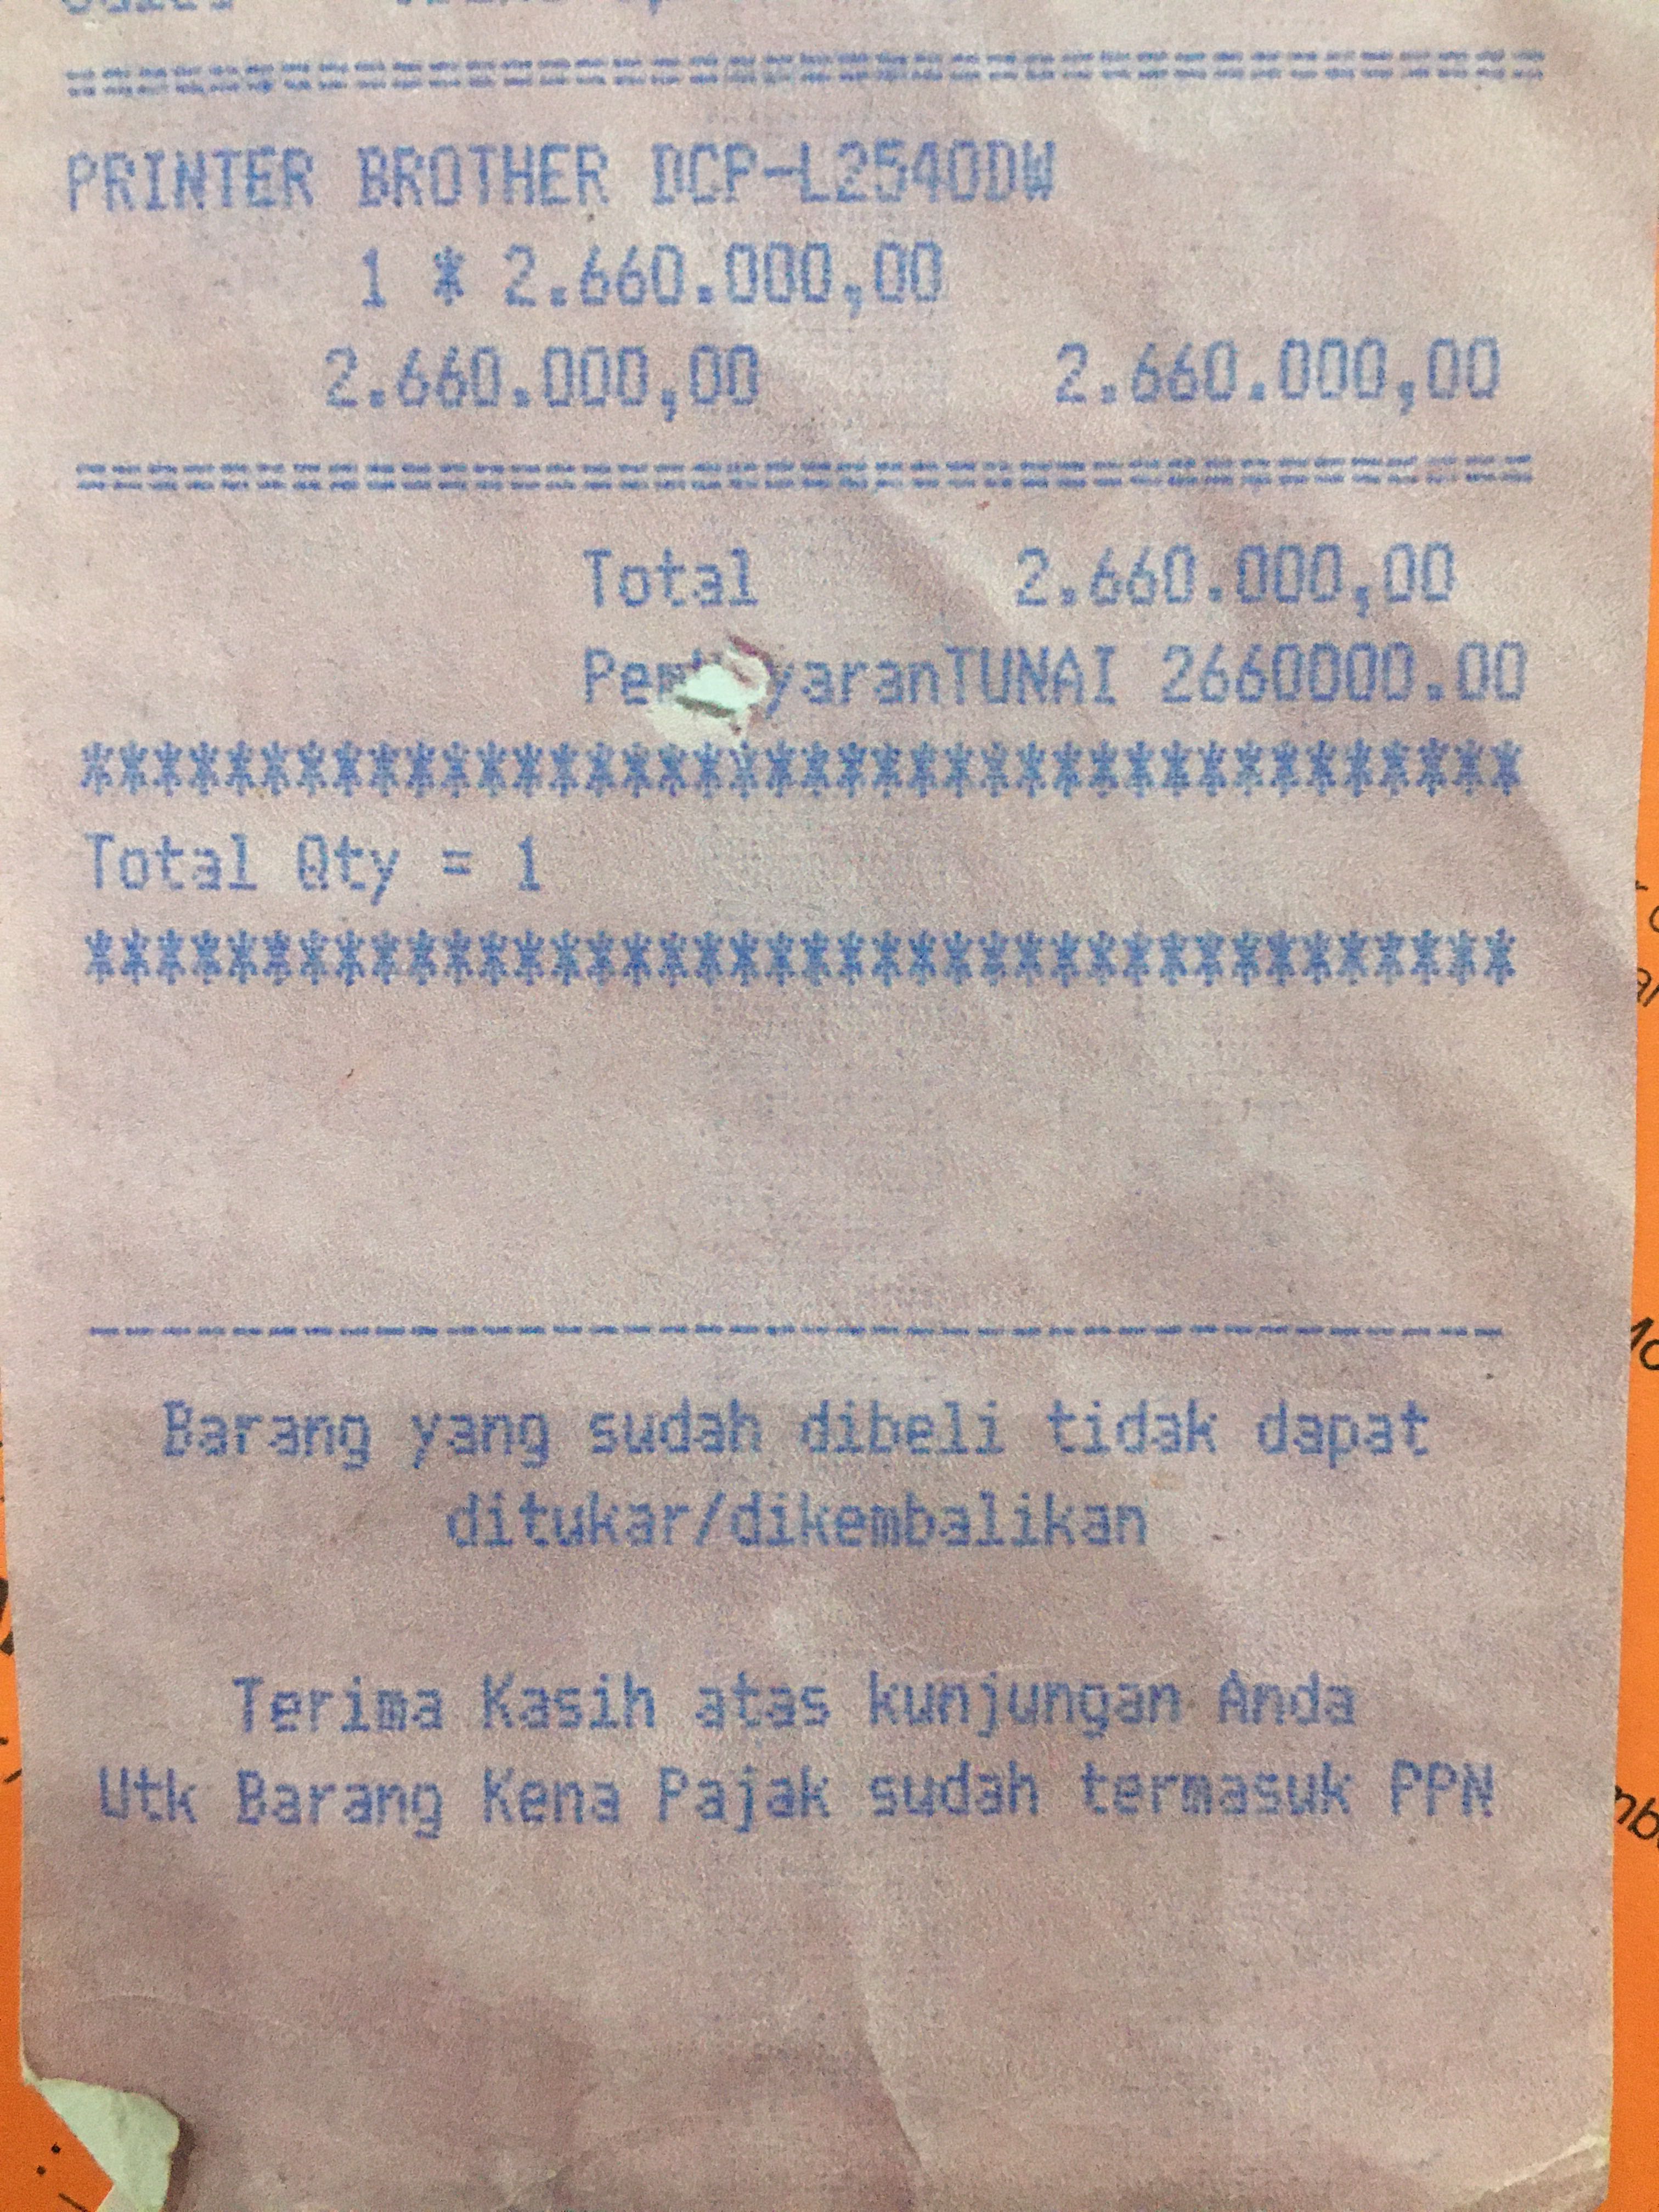 ================================
PRINTER BROTHER DCP-L2540DW
1 * 2.660.000,00
2.660.000,00 2.660.000,00
================================
Total 2.660.000,00
TUNAI 2660000.00
****************************************
Total Qty = 1
****************************************
----------------------------------------
Barang yang sudah dibeli tidak dapat
ditukar/dikembalikan
Terima Kasih atas kunjungan Anda
Utk Barang Kena Pajak sudah termasuk PPN